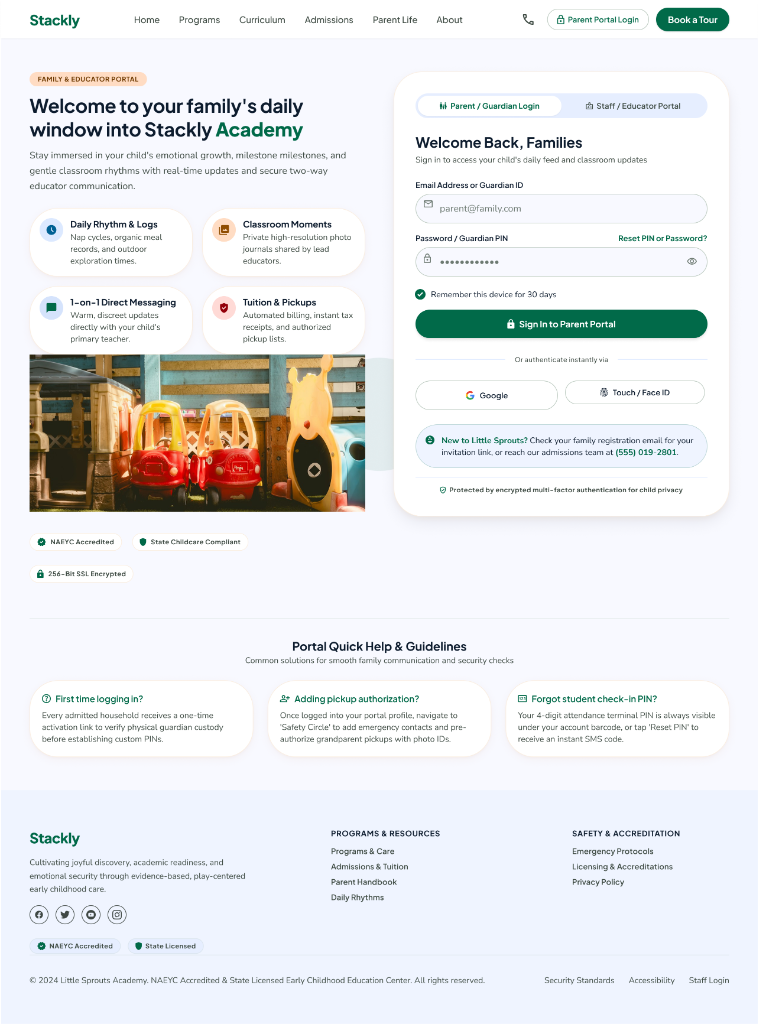 Stackly
Home
Programs
Curriculum
Admissions
Parent Life
About
Parent Portal Login
Book a Tour
FAMILY & EDUCATOR PORTAL
Welcome to your family's daily
window into Stackly Academy
Stay immersed in your child's emotional growth, milestone milestones, and
gentle classroom rhythms with real-time updates and secure two-way
educator communication.
Daily Rhythm & Logs
Nap cycles, organic meal
records, and outdoor
exploration times.
Classroom Moments
Private high-resolution photo
journals shared by lead
educators.
1-on-1 Direct Messaging
Warm, discreet updates
directly with your child's
primary teacher.
Tuition & Pickups
Automated billing, instant tax
receipts, and authorized
pickup lists.
NAEYC Accredited
State Childcare Compliant
256-Bit SSL Encrypted
Parent / Guardian Login
Staff / Educator Portal
Welcome Back, Families
Sign in to access your child's daily feed and classroom updates
Email Address or Guardian ID
parent@family.com
Password / Guardian PIN
Reset PIN or Password?
••••••••••••
Remember this device for 30 days
Sign In to Parent Portal
Or authenticate instantly via
Google
Touch / Face ID
New to Little Sprouts? Check your family registration email for your
invitation link, or reach our admissions team at (555) 019-2801.
Protected by encrypted multi-factor authentication for child privacy
Portal Quick Help & Guidelines
Common solutions for smooth family communication and security checks
First time logging in?
Every admitted household receives a one-time
activation link to verify physical guardian custody
before establishing custom PINs.
Adding pickup authorization?
Once logged into your portal profile, navigate to
'Safety Circle' to add emergency contacts and pre-
authorize grandparent pickups with photo IDs.
Forgot student check-in PIN?
Your 4-digit attendance terminal PIN is always visible
under your account barcode, or tap 'Reset PIN' to
receive an instant SMS code.
Stackly
Cultivating joyful discovery, academic readiness, and
emotional security through evidence-based, play-centered
early childhood care.
NAEYC Accredited
State Licensed
PROGRAMS & RESOURCES
Programs & Care
Admissions & Tuition
Parent Handbook
Daily Rhythms
SAFETY & ACCREDITATION
Emergency Protocols
Licensing & Accreditations
Privacy Policy
© 2024 Little Sprouts Academy. NAEYC Accredited & State Licensed Early Childhood Education Center. All rights reserved.
Security Standards
Accessibility
Staff Login